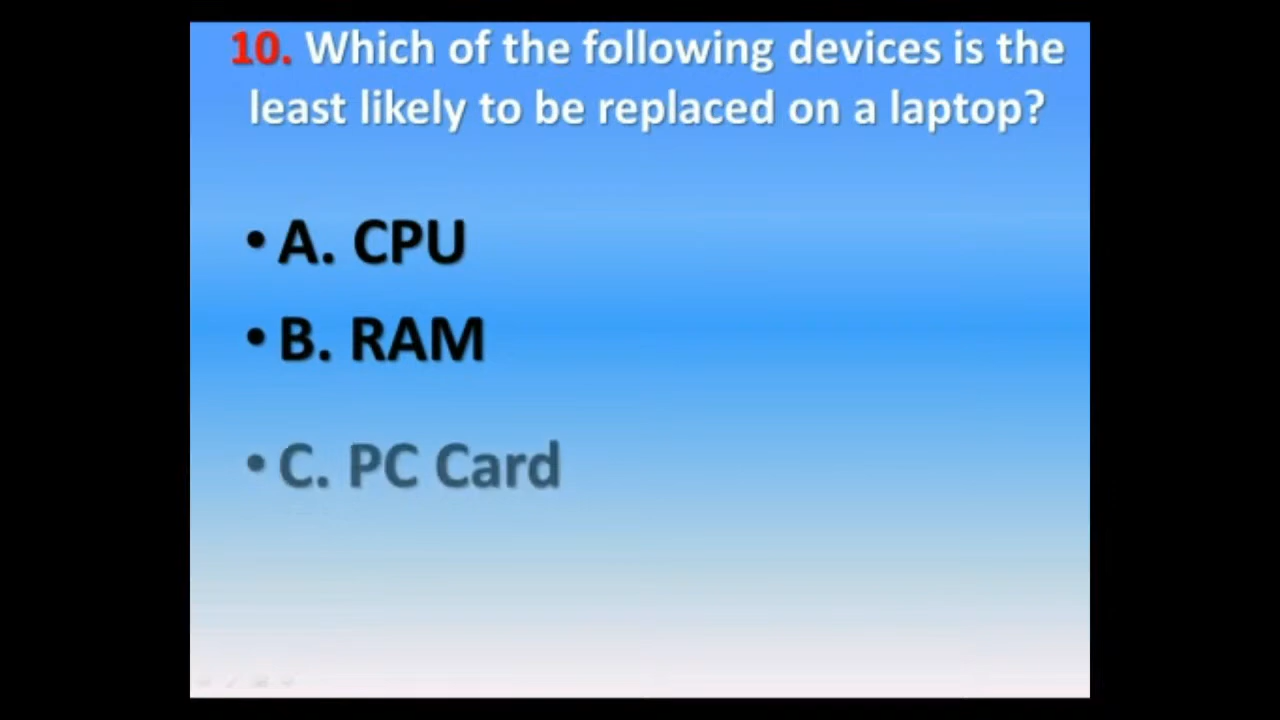 10. Which of the following devices is the
least likely to be replaced on a laptop?
• A. CPU
• B. RAM
• C. PC Card